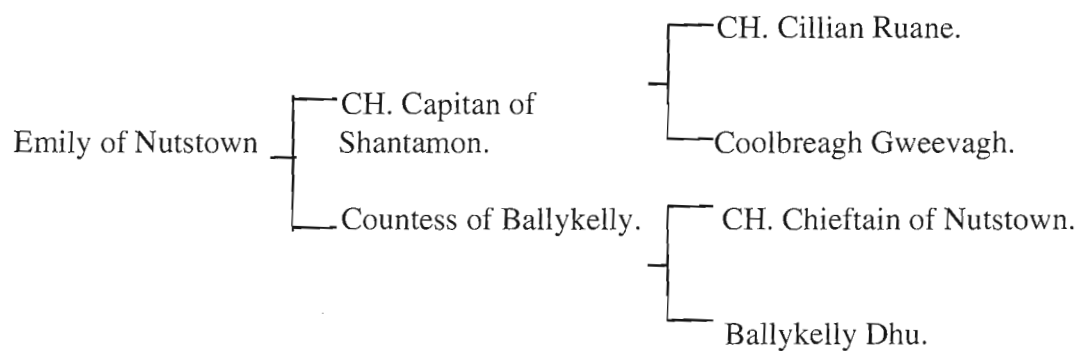 CH. Cillian Ruane.
CH. Capitan of
Shantamon.
Emily of Nutstown
Coolbreagh Gweevagh.
Countess of Ballykelly.
CH. Chieftain of Nutstown.
Ballykelly Dhu.